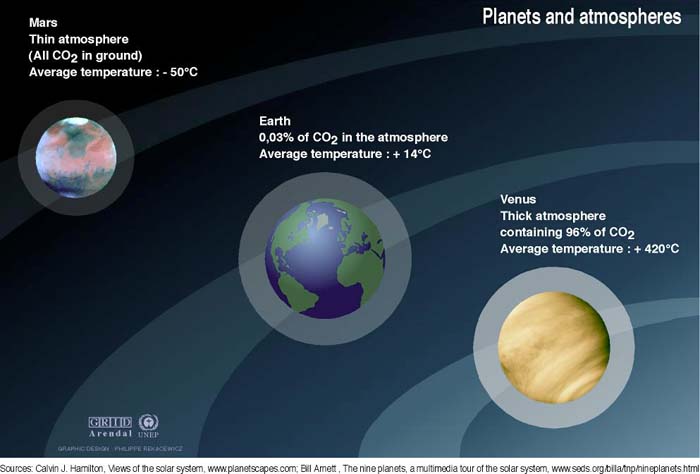 Planets and atmospheres
Mars
Thin atmosphere
(All CO2 in ground)
Average temperature : - 50°C
Earth
0,03% of CO2 in the atmosphere
Average temperature : + 14°C
Venus
Thick atmosphere
containing 96% of CO2
Average temperature : + 420°C
GRID
Arendal UNEP
GRAPHIC DESIGN : PHILIPPE REKACEWICZ
Sources: Calvin J. Hamilton, Views of the solar system, www.planetscapes.com; Bill Arnett , The nine planets, a multimedia tour of the solar system, www.seds.org/billa/tnp/nineplanets.html